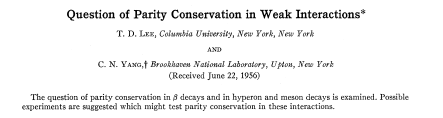 Question of Parity Conservation in Weak Interactions*
T. D. LEE, Columbia University, New York, New York
AND
C. N. YANG,† Brookhaven National Laboratory, Upton, New York
(Received June 22, 1956)
The question of parity conservation in β decays and in hyperon and meson decays is examined. Possible
experiments are suggested which might test parity conservation in these interactions.